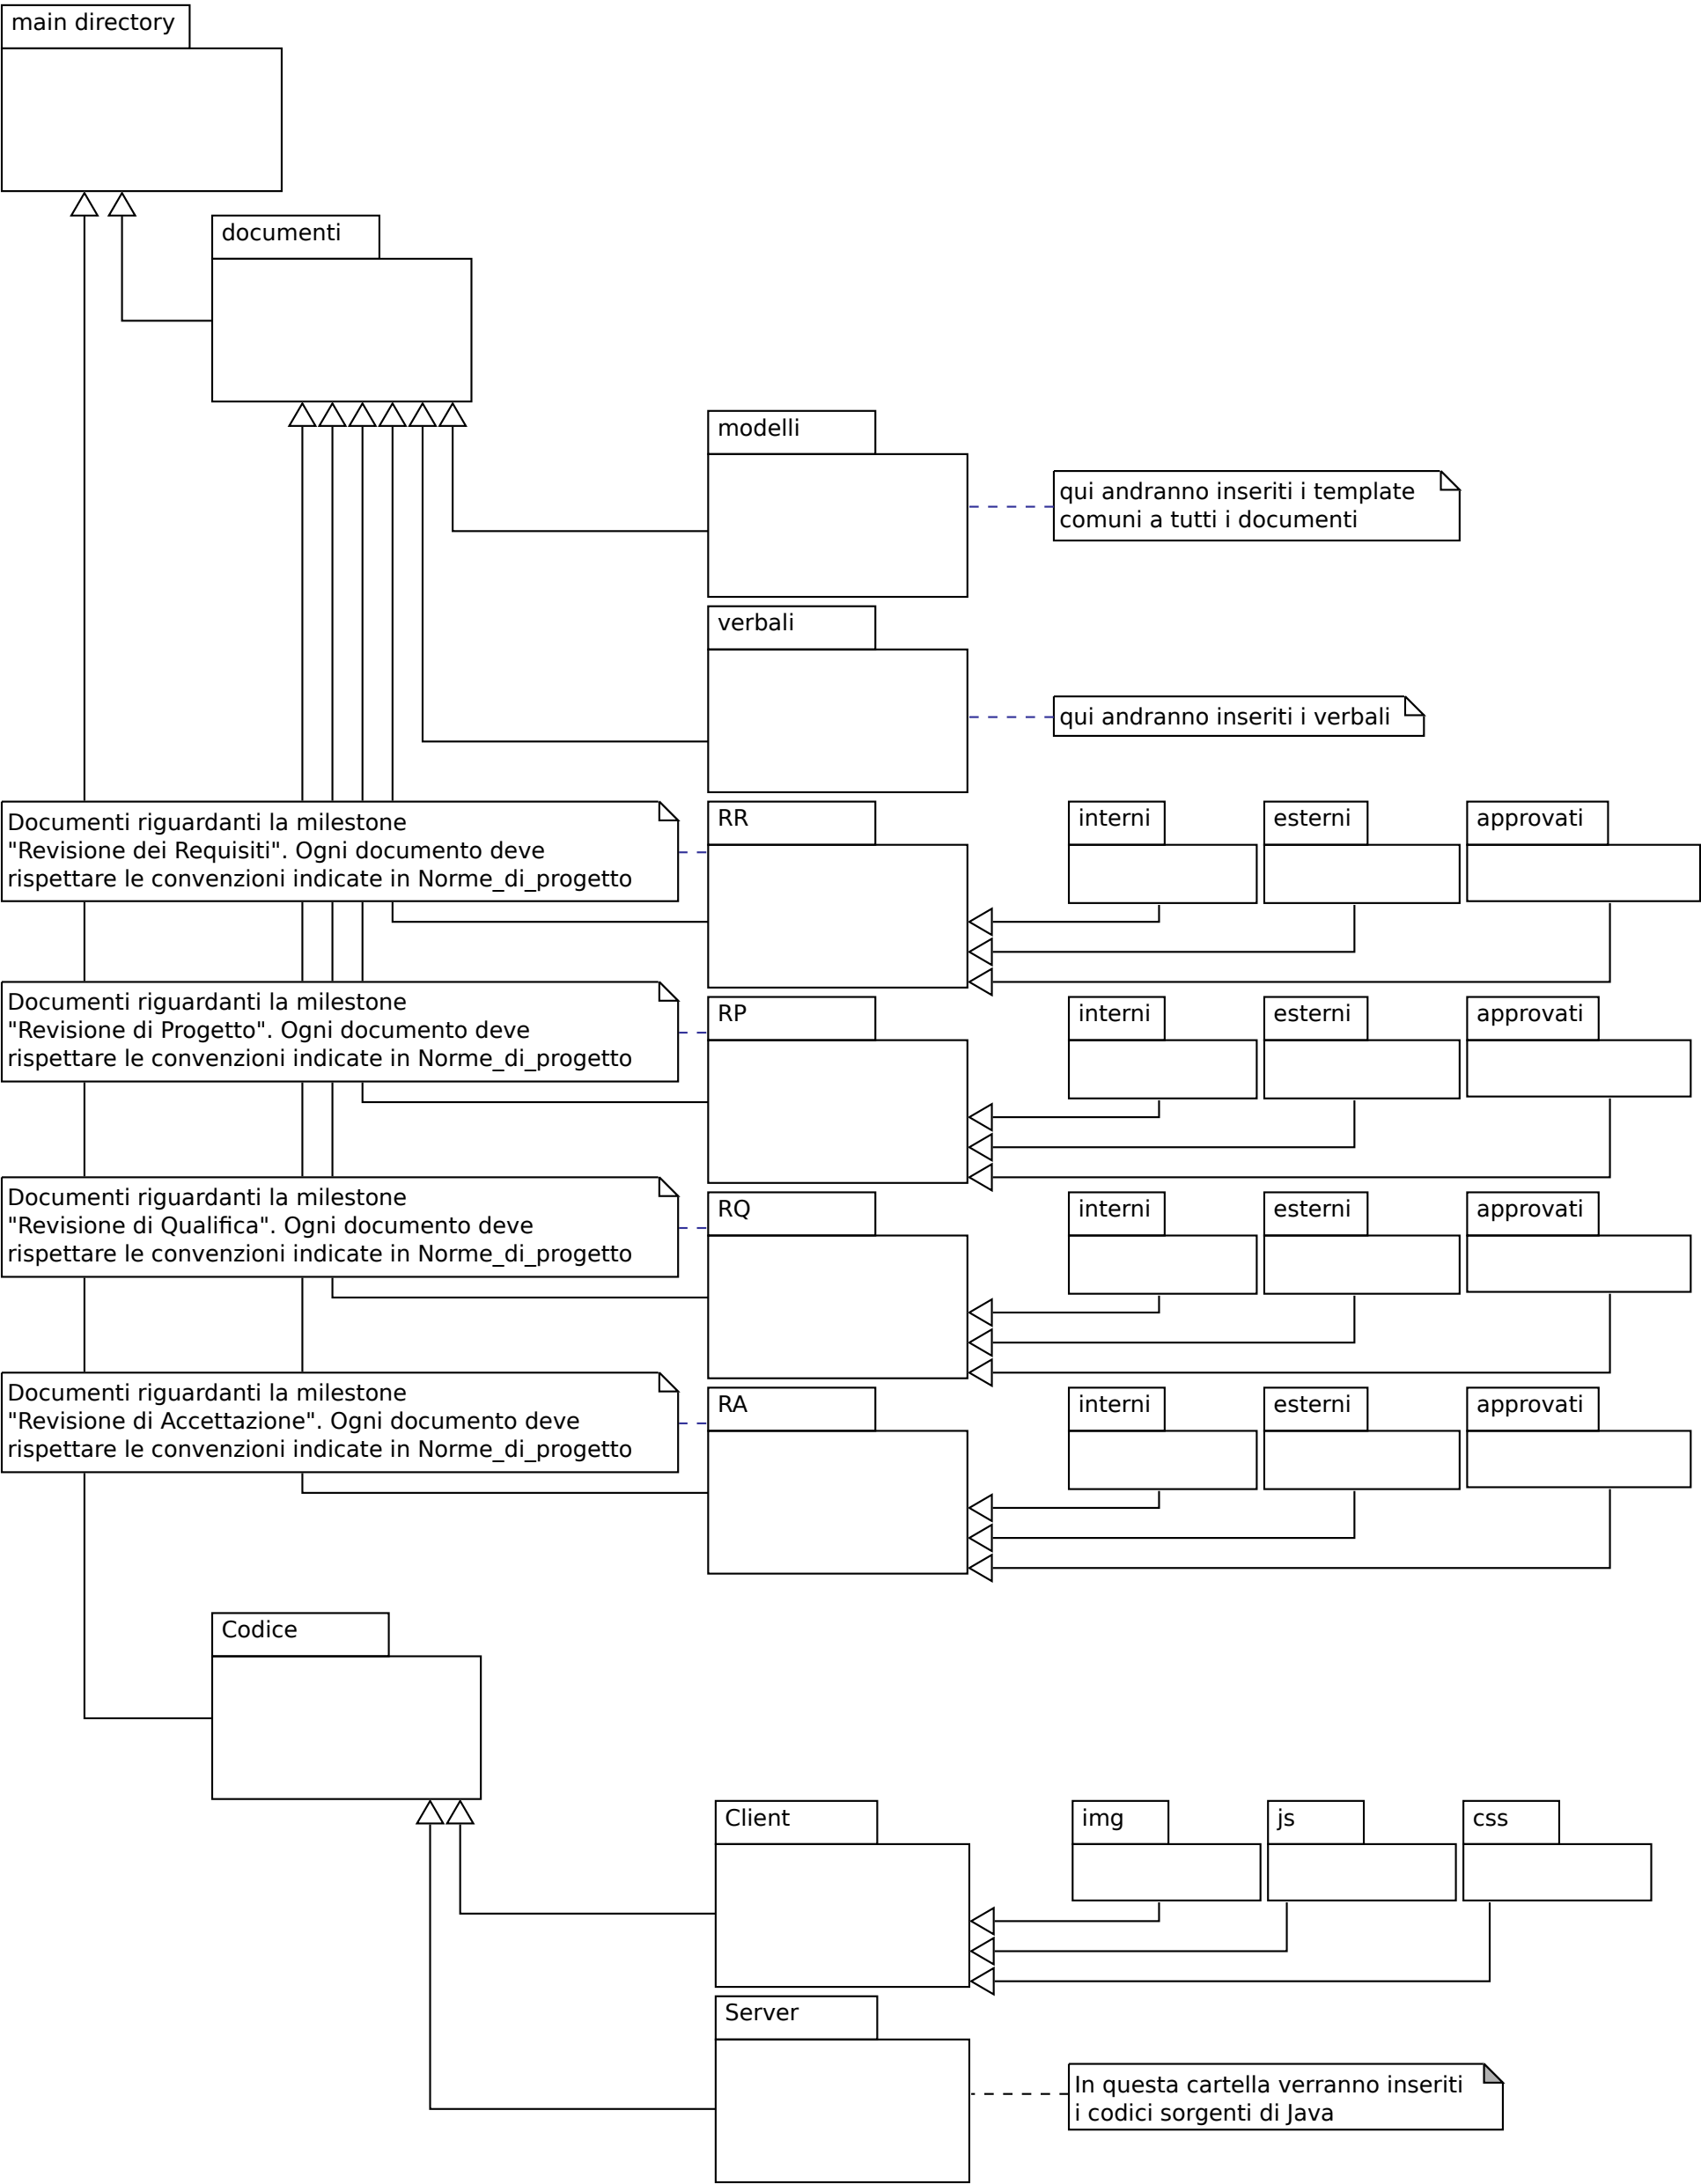 main directory
documenti
modelli
qui andranno inseriti i template
comuni a tutti i documenti
verbali
qui andranno inseriti i verbali
Documenti riguardanti la milestone
"Revisione dei Requisiti". Ogni documento deve
rispettare le convenzioni indicate in Norme_di_progetto
RR
interni
esterni
approvati
Documenti riguardanti la milestone
"Revisione di Progetto". Ogni documento deve
rispettare le convenzioni indicate in Norme_di_progetto
RP
interni
esterni
approvati
Documenti riguardanti la milestone
"Revisione di Qualifica". Ogni documento deve
rispettare le convenzioni indicate in Norme_di_progetto
RQ
interni
esterni
approvati
Documenti riguardanti la milestone
"Revisione di Accettazione". Ogni documento deve
rispettare le convenzioni indicate in Norme_di_progetto
RA
interni
esterni
approvati
Codice
Client
img
js
css
Server
In questa cartella verranno inseriti
i codici sorgenti di Java